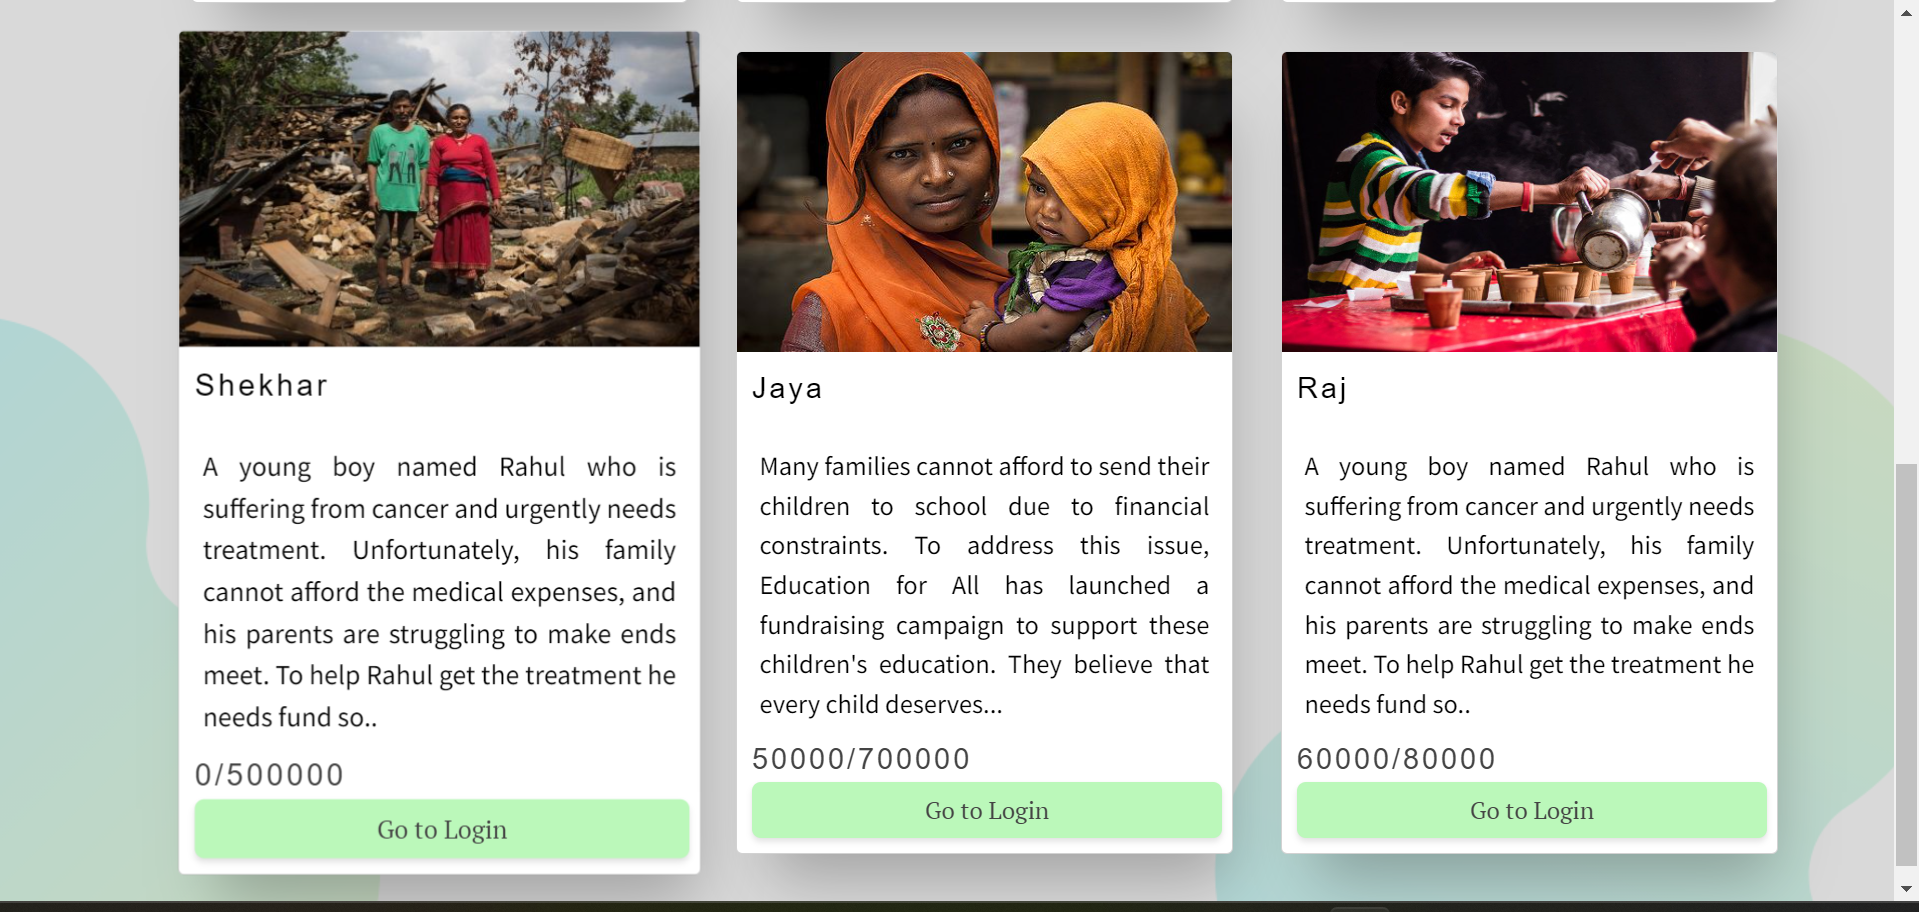 Shekhar
A young boy named Rahul who is
suffering from cancer and urgently needs
treatment. Unfortunately, his family
cannot afford the medical expenses, and
his parents are struggling to make ends
meet. To help Rahul get the treatment he
needs fund so..
0/500000
Go to Login
Jaya
Many families cannot afford to send their
children to school due to financial
constraints. To address this issue,
Education for All has launched a
fundraising campaign to support these
children's education. They believe that
every child deserves...
50000/700000
Go to Login
Raj
A young boy named Rahul who is
suffering from cancer and urgently needs
treatment. Unfortunately, his family
cannot afford the medical expenses, and
his parents are struggling to make ends
meet. To help Rahul get the treatment he
needs fund so..
60000/80000
Go to Login